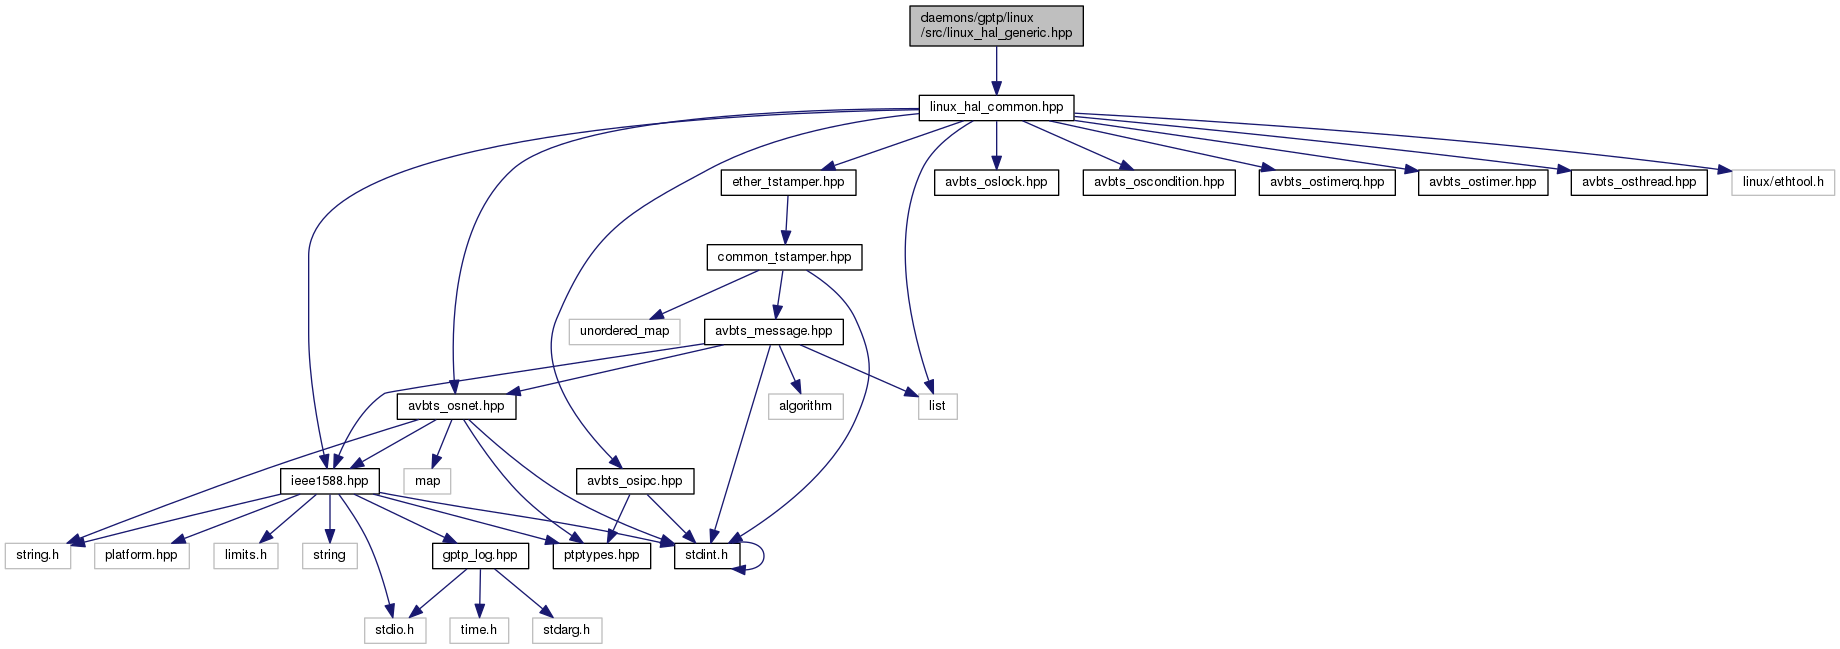 daemons/gptp/linux
/src/linux_hal_generic.hpp
linux_hal_common.hpp
ether_tstamper.hpp
avbts_oslock.hpp
avbts_oscondition.hpp
avbts_ostimerq.hpp
avbts_ostimer.hpp
avbts_osthread.hpp
linux/ethtool.h
common_tstamper.hpp
unordered_map
avbts_message.hpp
avbts_osnet.hpp
algorithm
list
ieee1588.hpp
map
avbts_osipc.hpp
string.h
platform.hpp
limits.h
string
gptp_log.hpp
ptptypes.hpp
stdint.h
stdio.h
time.h
stdarg.h